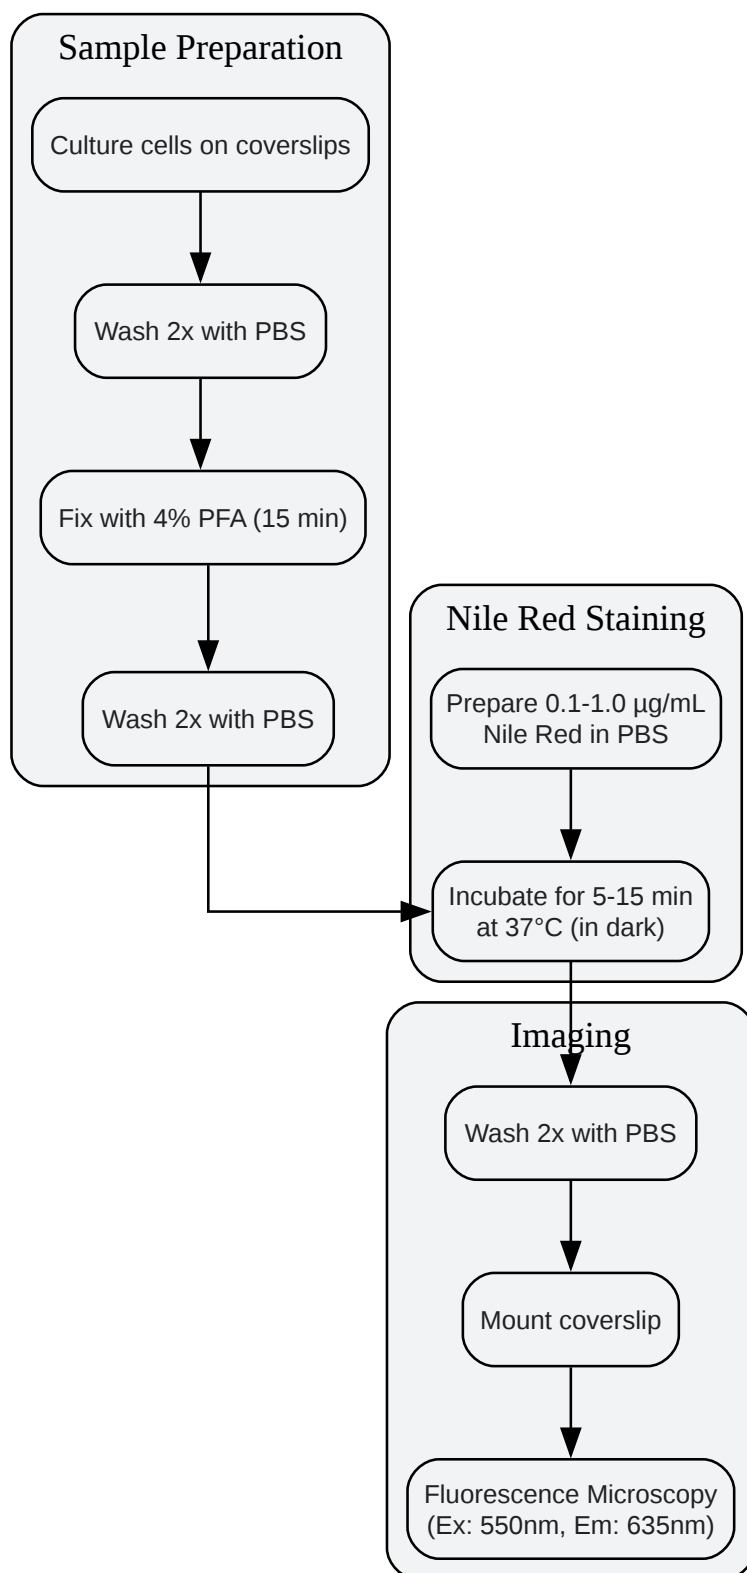 Sample Preparation
Culture cells on coverslips
Wash 2x with PBS
Fix with 4% PFA (15 min)
Wash 2x with PBS
Nile Red Staining
Prepare 0.1-1.0 µg/mL
Nile Red in PBS
Incubate for 5-15 min
at 37°C (in dark)
Imaging
Wash 2x with PBS
Mount coverslip
Fluorescence Microscopy
(Ex: 550nm, Em: 635nm)